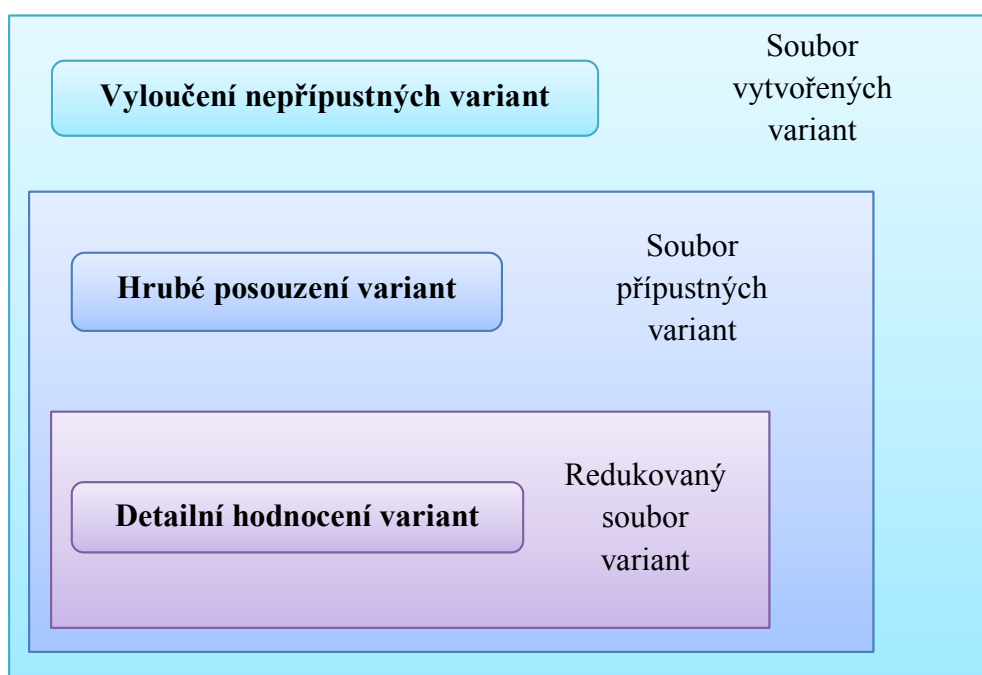 Vyloučení nepřípustných variant
Soubor
vytvořených
variant
Hrubé posouzení variant
Soubor
přípustných
variant
Detailní hodnocení variant
Redukovaný
soubor
variant